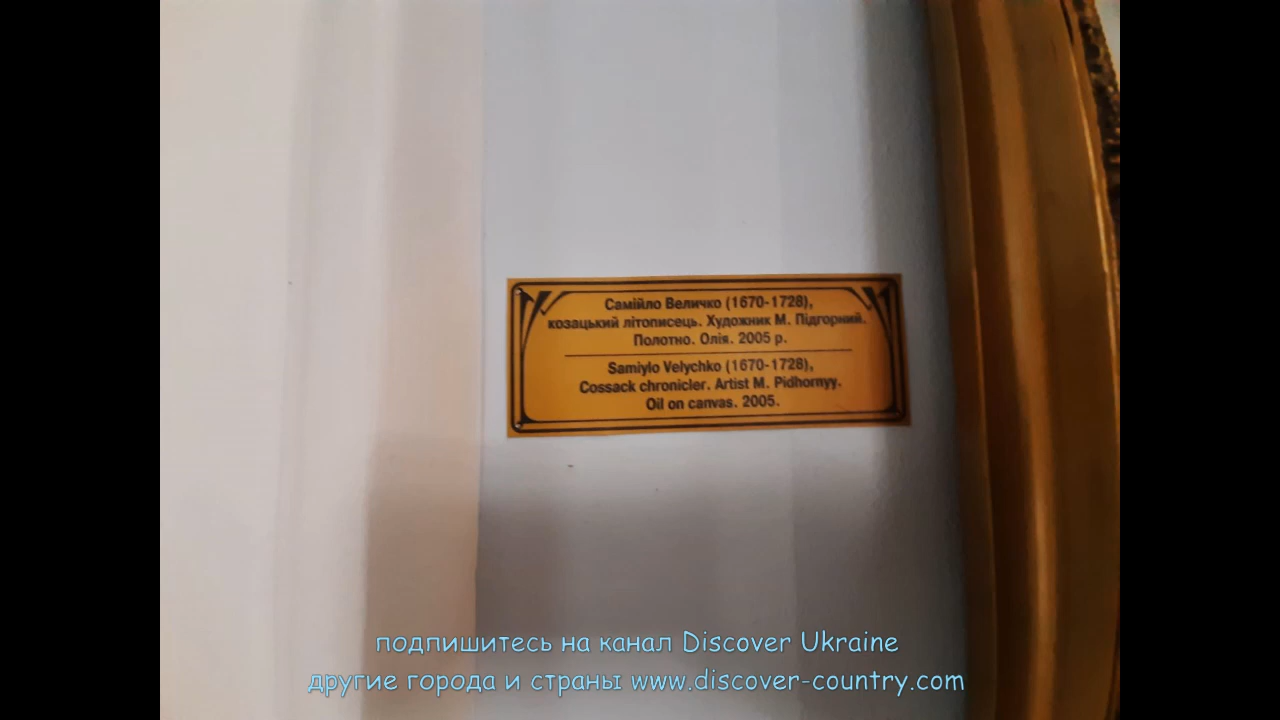 Самійло Величко (1670-1728),
козацький літописець. Художник М. Підгорний.
Полотно. Олія. 2005 р.
Samiylo Velychko (1670-1728),
Cossack chronicler. Artist M. Pidhornyy.
Oil on canvas. 2005.
подпишитесь на канал Discover Ukraine
другие города и страны www.discover-country.com